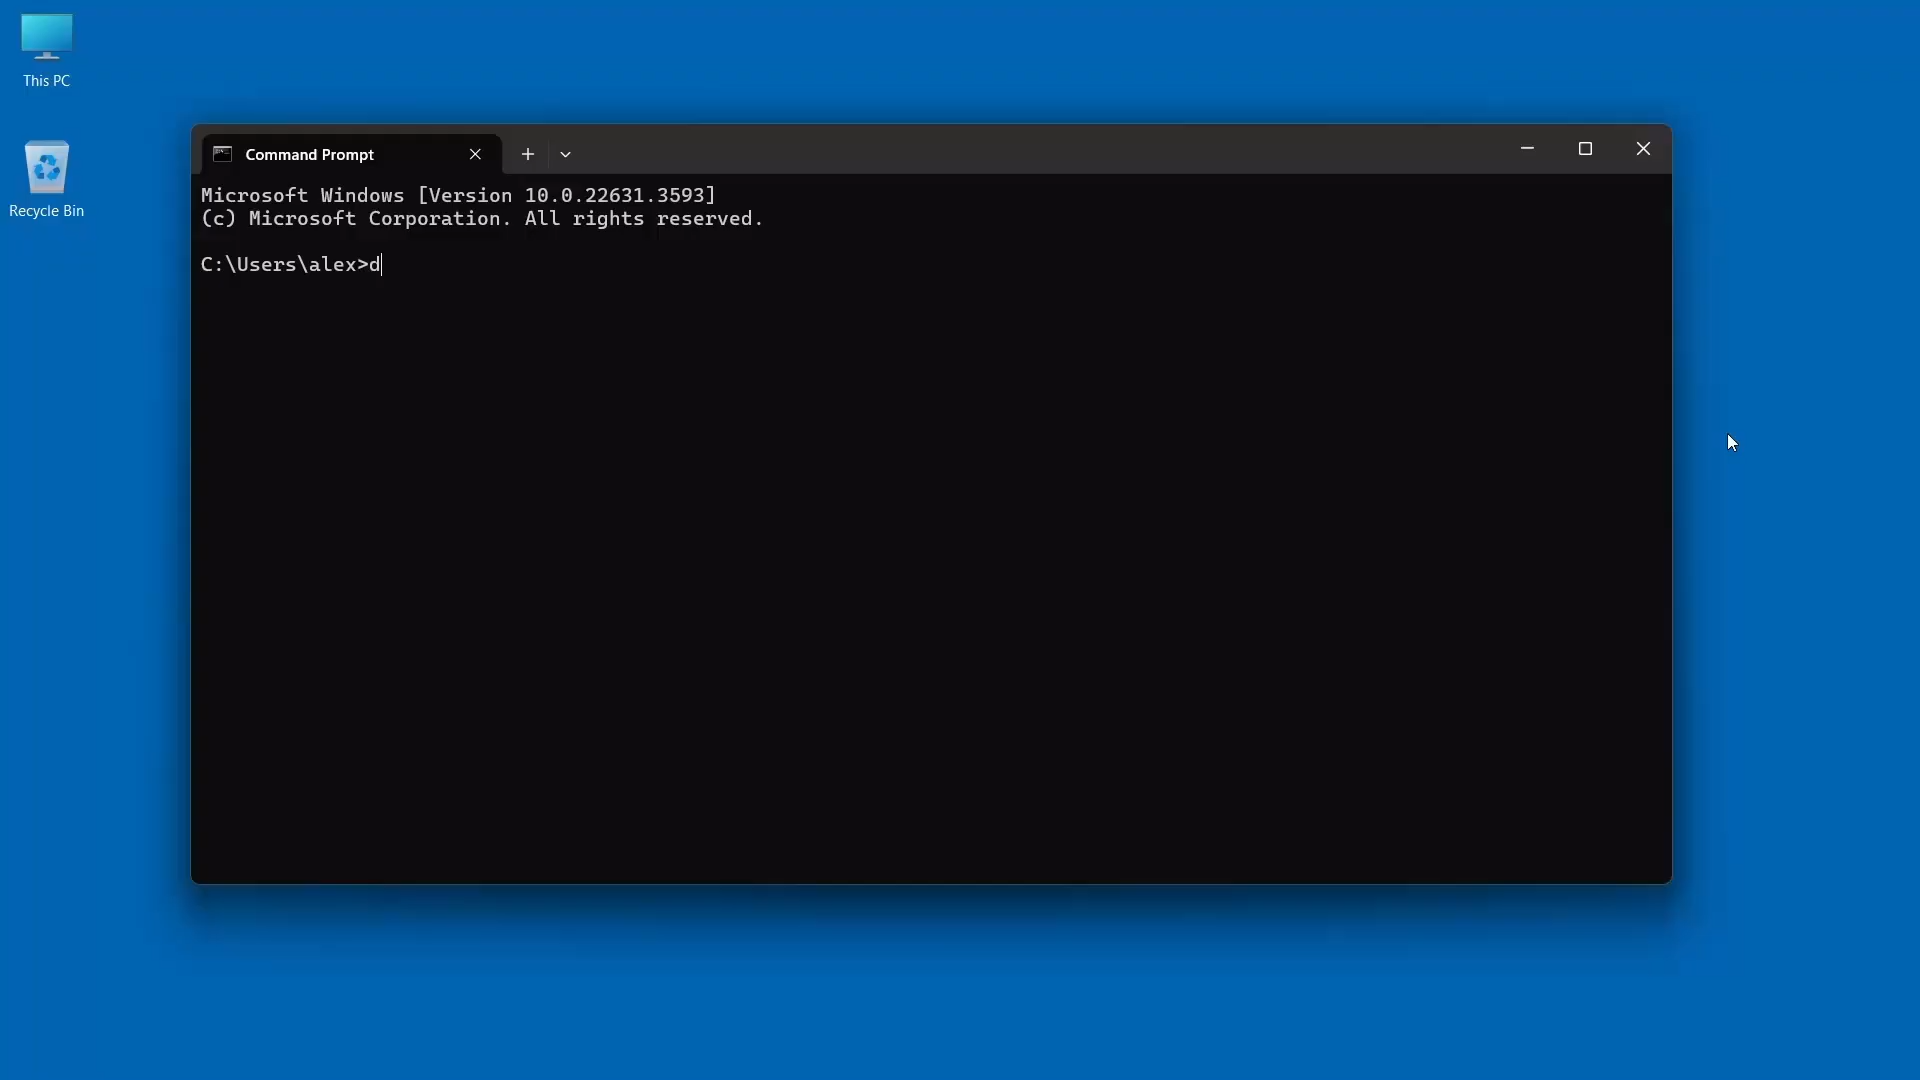 This PC
Recycle Bin
Command Prompt
Microsoft Windows [Version 10.0.22631.3593]
(c) Microsoft Corporation. All rights reserved.
C:\Users\alex>d